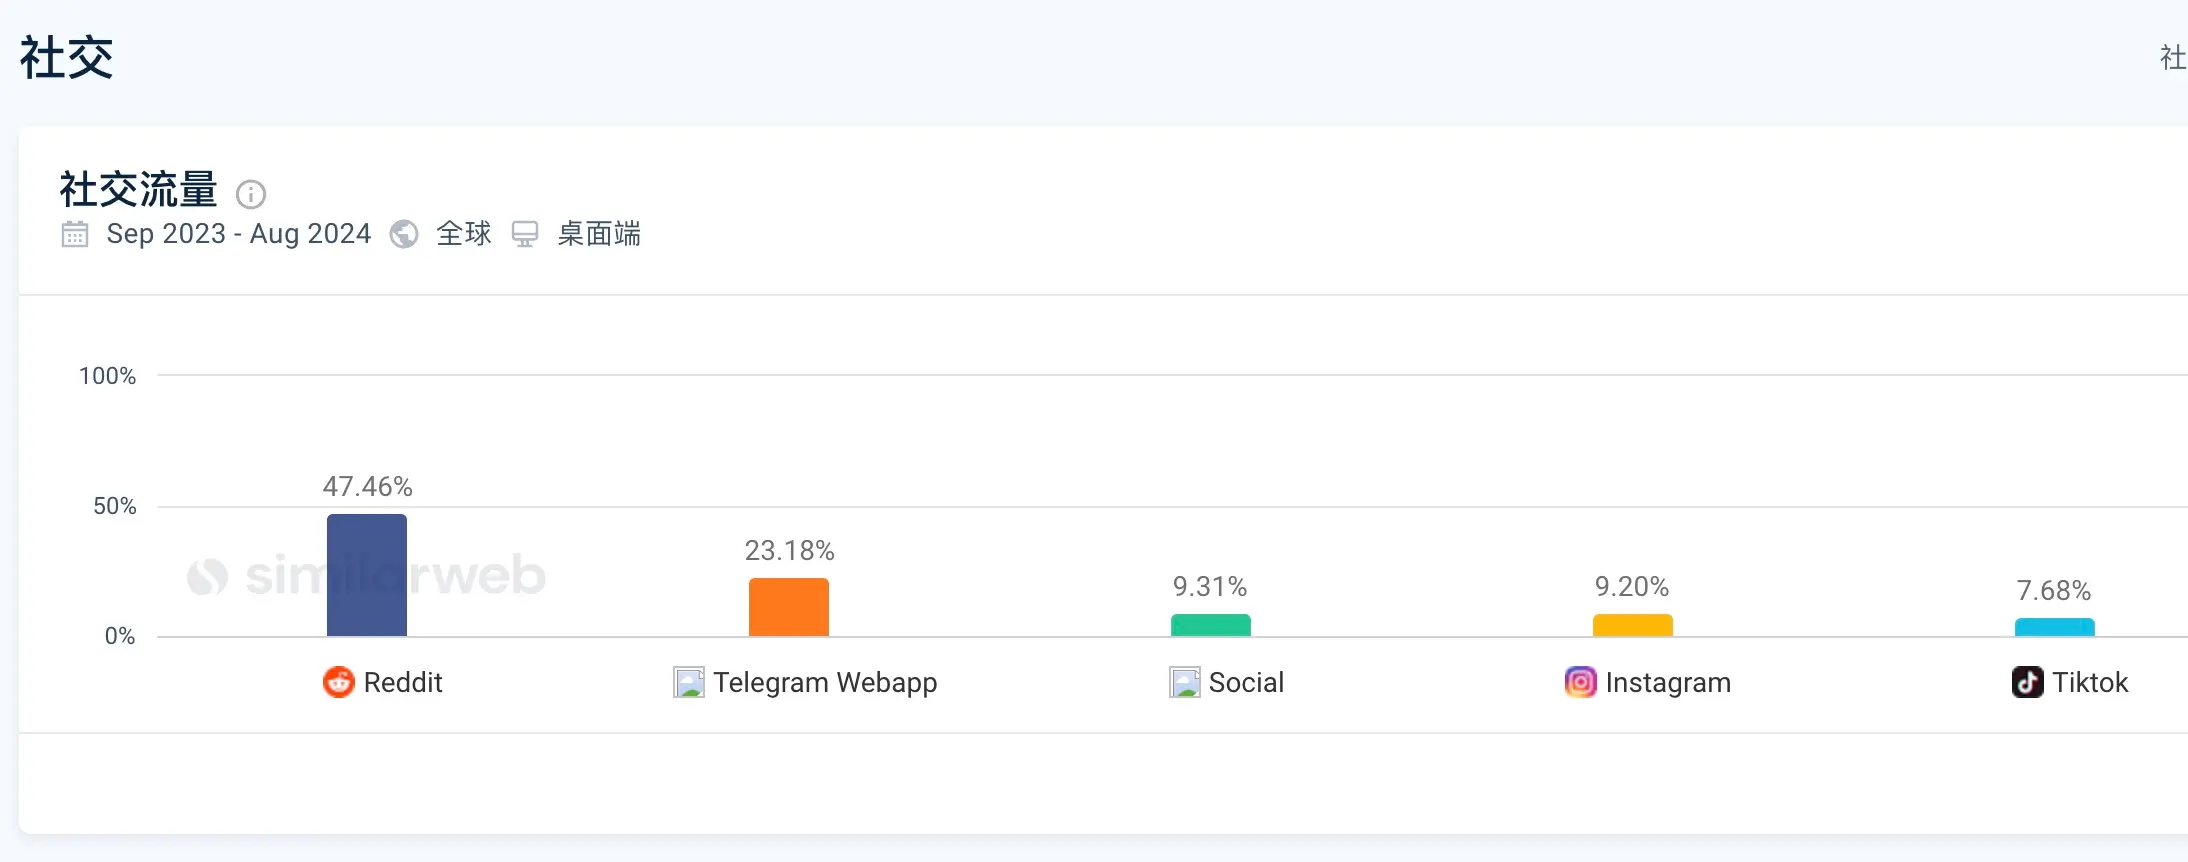 社交
社
社交流量
Sep 2023 - Aug 2024 全球 桌面端
100%
50%
0%
47.46%
23.18%
9.31%
9.20%
7.68%
similarweb
Reddit
Telegram Webapp
Social
Instagram
Tiktok